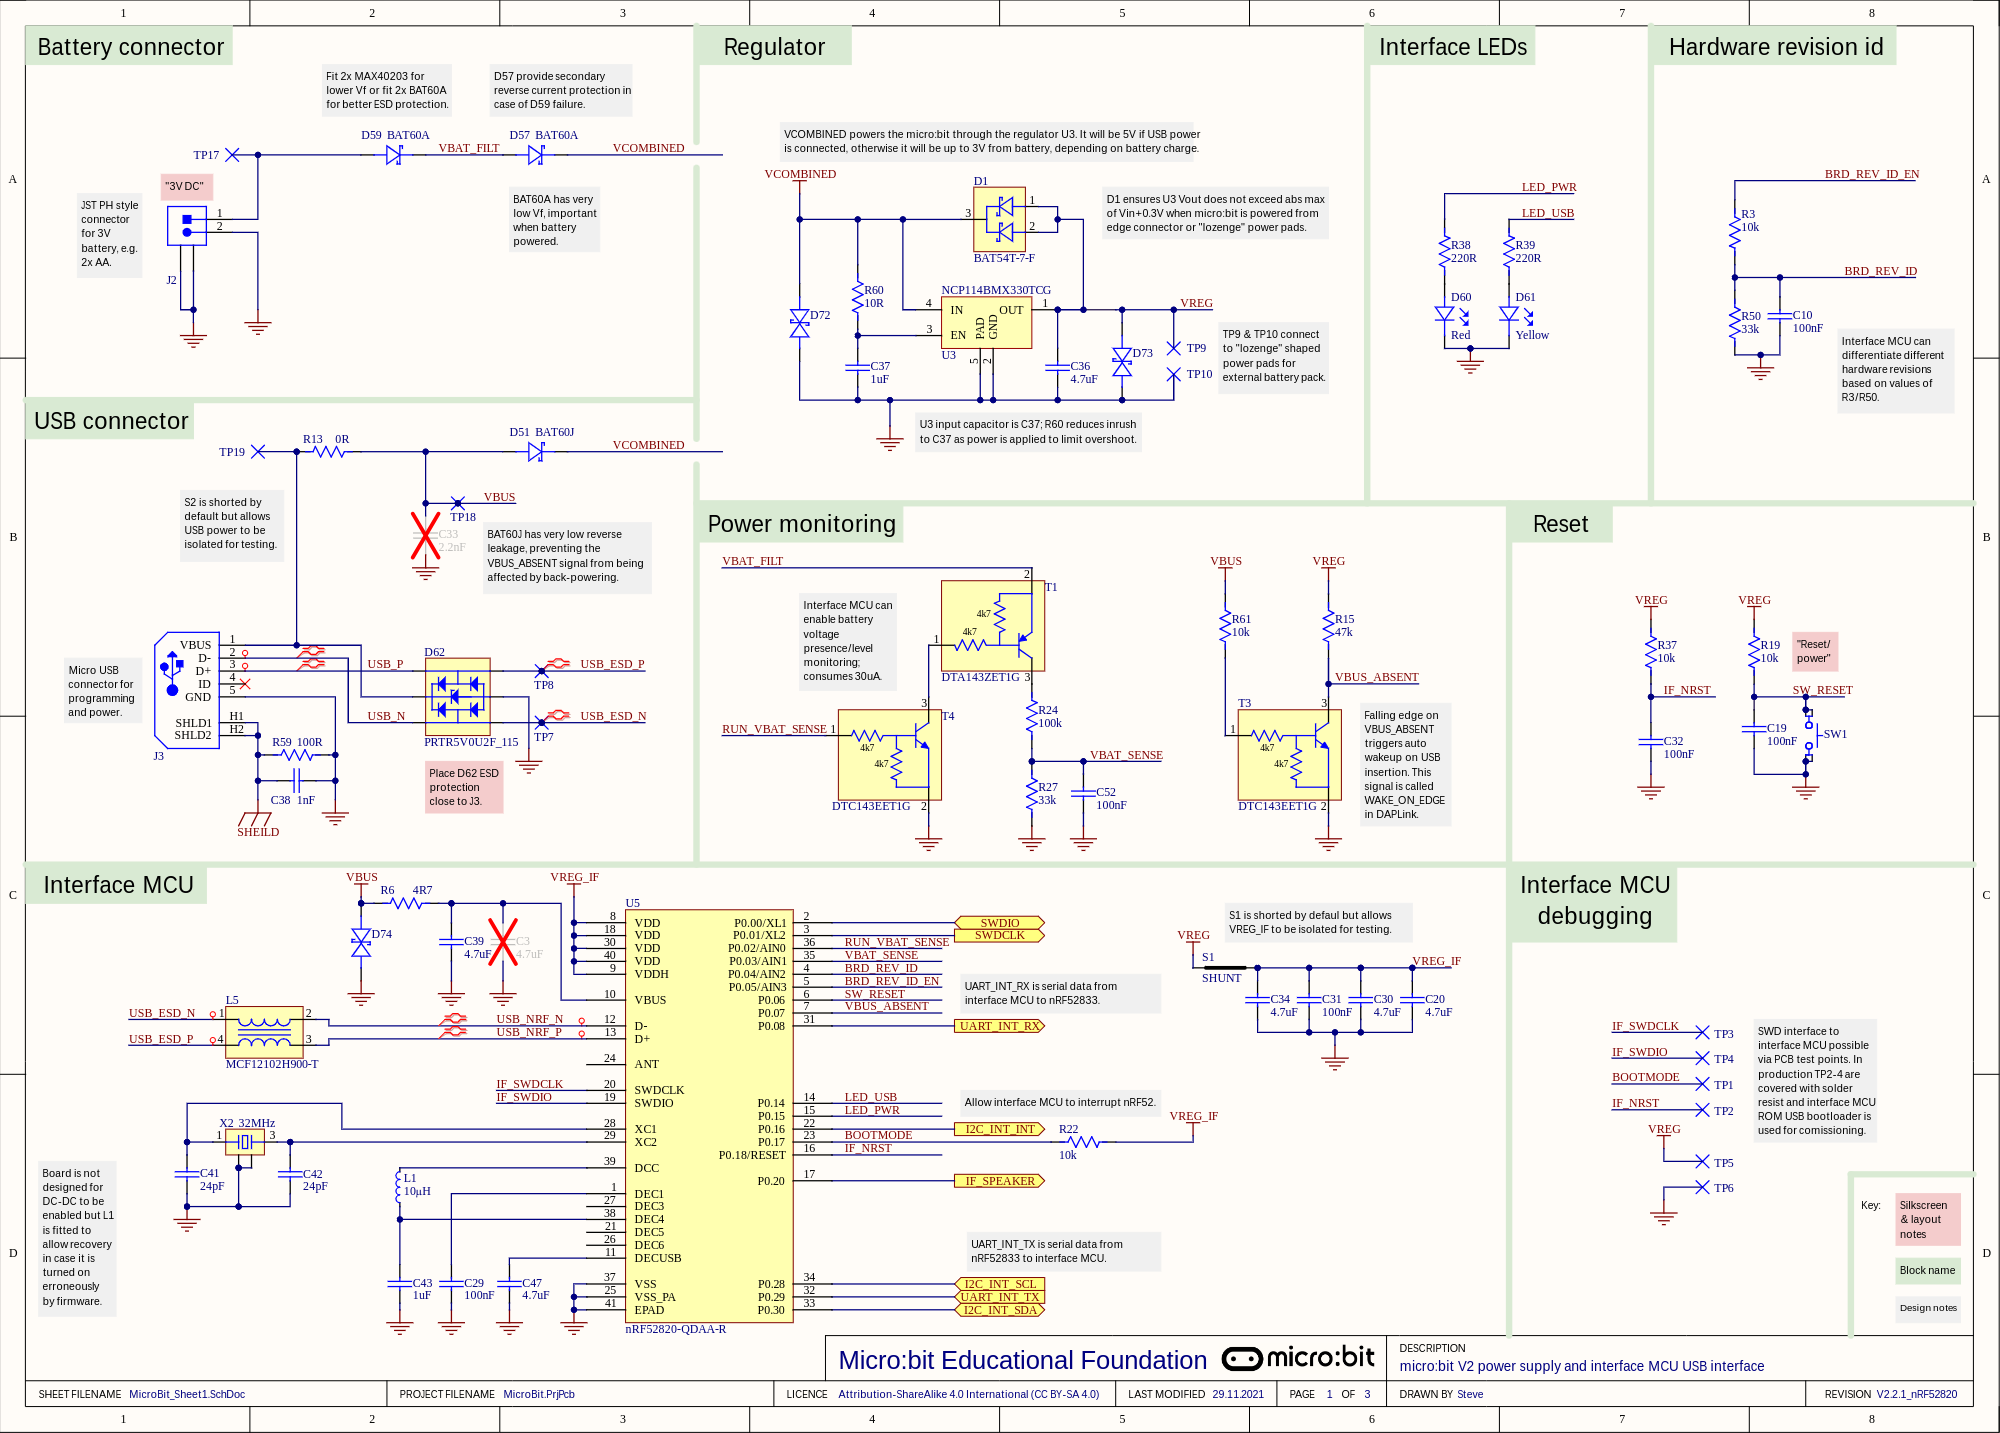 1 2 3 4 5 6 7 8
Battery connector
Fit 2x MAX40203 for
lower Vf or fit 2x BAT60A
for better ESD protection.
D57 provide secondary
reverse current protection in
case of D59 failure.
D59 BAT60A
D57 BAT60A
TP17
VBAT_FILT
VCOMBINED
"3V DC"
JST PH style
connector
for 3V
battery, e.g.
2x AA.
1
2
J2
BAT60A has very
low Vf, important
when battery
powered.
Regulator
VCOMBINED powers the micro:bit through the regulator U3. It will be 5V if USB power
is connected, otherwise it will be up to 3V from battery, depending on battery charge.
VCOMBINED
D1
3
1
2
BAT54T-7-F
D1 ensures U3 Vout does not exceed abs max
of Vin+0.3V when micro:bit is powered from
edge connector or "lozenge" power pads.
NCP114BMX330TCG
R60
10R
D72
4 IN OUT 1
3 EN
PAD
GND
U3
5
2
VREG
C37
1uF
C36
4.7uF
D73
TP9
TP10
TP9 & TP10 connect
to "lozenge" shaped
power pads for
external battery pack.
U3 input capacitor is C37; R60 reduces inrush
to C37 as power is applied to limit overshoot.
Interface LEDs
LED_PWR
LED_USB
R38
220R
R39
220R
D60
Red
D61
Yellow
Hardware revision id
BRD_REV_ID_EN
R3
10k
BRD_REV_ID
R50
33k
C10
100nF
Interface MCU can
differentiate different
hardware revisions
based on values of
R3/R50.
A
B
C
D
USB connector
TP19
R13 0R
D51 BAT60J
VCOMBINED
S2 is shorted by
default but allows
USB power to be
isolated for testing.
VBUS
TP18
C33
2.2nF
BAT60J has very low reverse
leakage, preventing the
VBUS_ABSENT signal from being
affected by back-powering.
Micro USB
connector for
programming
and power.
VBUS 1
D- 2
D+ 3
ID 4
GND 5
SHLD1 H1
SHLD2 H2
J3
USB_P
USB_N
D62
PRTR5V0U2F_115
TP8
TP7
USB_ESD_P
USB_ESD_N
R59 100R
C38 1nF
SHEILD
Place D62 ESD
protection
close to J3.
Power monitoring
VBAT_FILT
2
T1
Interface MCU can
enable battery
voltage
presence/level
monitoring;
consumes 30uA.
4k7
4k7
1
DTA143ZET1G 3
3
T4
RUN_VBAT_SENSE 1
4k7
4k7
DTC143EET1G 2
R24
100k
VBAT_SENSE
R27
33k
C52
100nF
VBUS
VREG
R61
10k
R15
47k
VBUS_ABSENT
T3 3
1
4k7
4k7
DTC143EET1G 2
Falling edge on
VBUS_ABSENT
triggers auto
wakeup on USB
insertion. This
signal is called
WAKE_ON_EDGE
in DAPLink.
Reset
VREG
VREG
R37
10k
R19
10k
"Reset/
power"
IF_NRST
SW_RESET
C32
100nF
C19
100nF
SW1
Interface MCU
VBUS
R6 4R7
VREG_IF
D74
C39
4.7uF
C3
4.7uF
U5
8 VDD
18 VDD
30 VDD
40 VDD
9 VDDH
10 VBUS
12 D-
13 D+
24 ANT
20 SWDCLK
19 SWDIO
28 XC1
29 XC2
39 DCC
1 DEC1
27 DEC3
38 DEC4
21 DEC5
26 DEC6
11 DECUSB
37 VSS
25 VSS_PA
41 EPAD
nRF52820-QDAA-R
P0.00/XL1 2 SWDIO
P0.01/XL2 3 SWDCLK
P0.02/AIN0 36 RUN_VBAT_SENSE
P0.03/AIN1 35 VBAT_SENSE
P0.04/AIN2 4 BRD_REV_ID
P0.05/AIN3 5 BRD_REV_ID_EN
P0.06 6 SW_RESET
P0.07 7 VBUS_ABSENT
P0.08 31 UART_INT_RX
P0.14 14 LED_USB
P0.15 15 LED_PWR
P0.16 22 I2C_INT_INT
P0.17 23 BOOTMODE
P0.18/RESET 16 IF_NRST
P0.20 17 IF_SPEAKER
P0.28 34 I2C_INT_SCL
P0.29 32 UART_INT_TX
P0.30 33 I2C_INT_SDA
L5
USB_ESD_N 1 2
USB_ESD_P 4 3
MCF12102H900-T
USB_NRF_N
USB_NRF_P
IF_SWDCLK
IF_SWDIO
X2 32MHz
1 3
C41
24pF
C42
24pF
Board is not
designed for
DC-DC to be
enabled but L1
is fitted to
allow recovery
in case it is
turned on
erroneously
by firmware.
L1
10µH
C43
1uF
C29
100nF
C47
4.7uF
UART_INT_RX is serial data from
interface MCU to nRF52833.
Allow interface MCU to interrupt nRF52.
VREG_IF
R22
10k
UART_INT_TX is serial data from
nRF52833 to interface MCU.
S1 is shorted by defaul but allows
VREG_IF to be isolated for testing.
VREG
S1
SHUNT
VREG_IF
C34
4.7uF
C31
100nF
C30
4.7uF
C20
4.7uF
Interface MCU
debugging
IF_SWDCLK TP3
IF_SWDIO TP4
BOOTMODE TP1
IF_NRST TP2
VREG
TP5
TP6
SWD interface to
interface MCU possible
via PCB test points. In
production TP2-4 are
covered with solder
resist and interface MCU
ROM USB bootloader is
used for comissioning.
Key:
Silkscreen
& layout
notes
Block name
Design notes
Micro:bit Educational Foundation
micro:bit
DESCRIPTION
micro:bit V2 power supply and interface MCU USB interface
SHEET FILENAME MicroBit_Sheet1.SchDoc
PROJECT FILENAME MicroBit.PrjPcb
LICENCE Attribution-ShareAlike 4.0 International (CC BY-SA 4.0)
LAST MODIFIED 29.11.2021
PAGE 1 OF 3
DRAWN BY Steve
REVISION V2.2.1_nRF52820
A
B
C
D
1 2 3 4 5 6 7 8